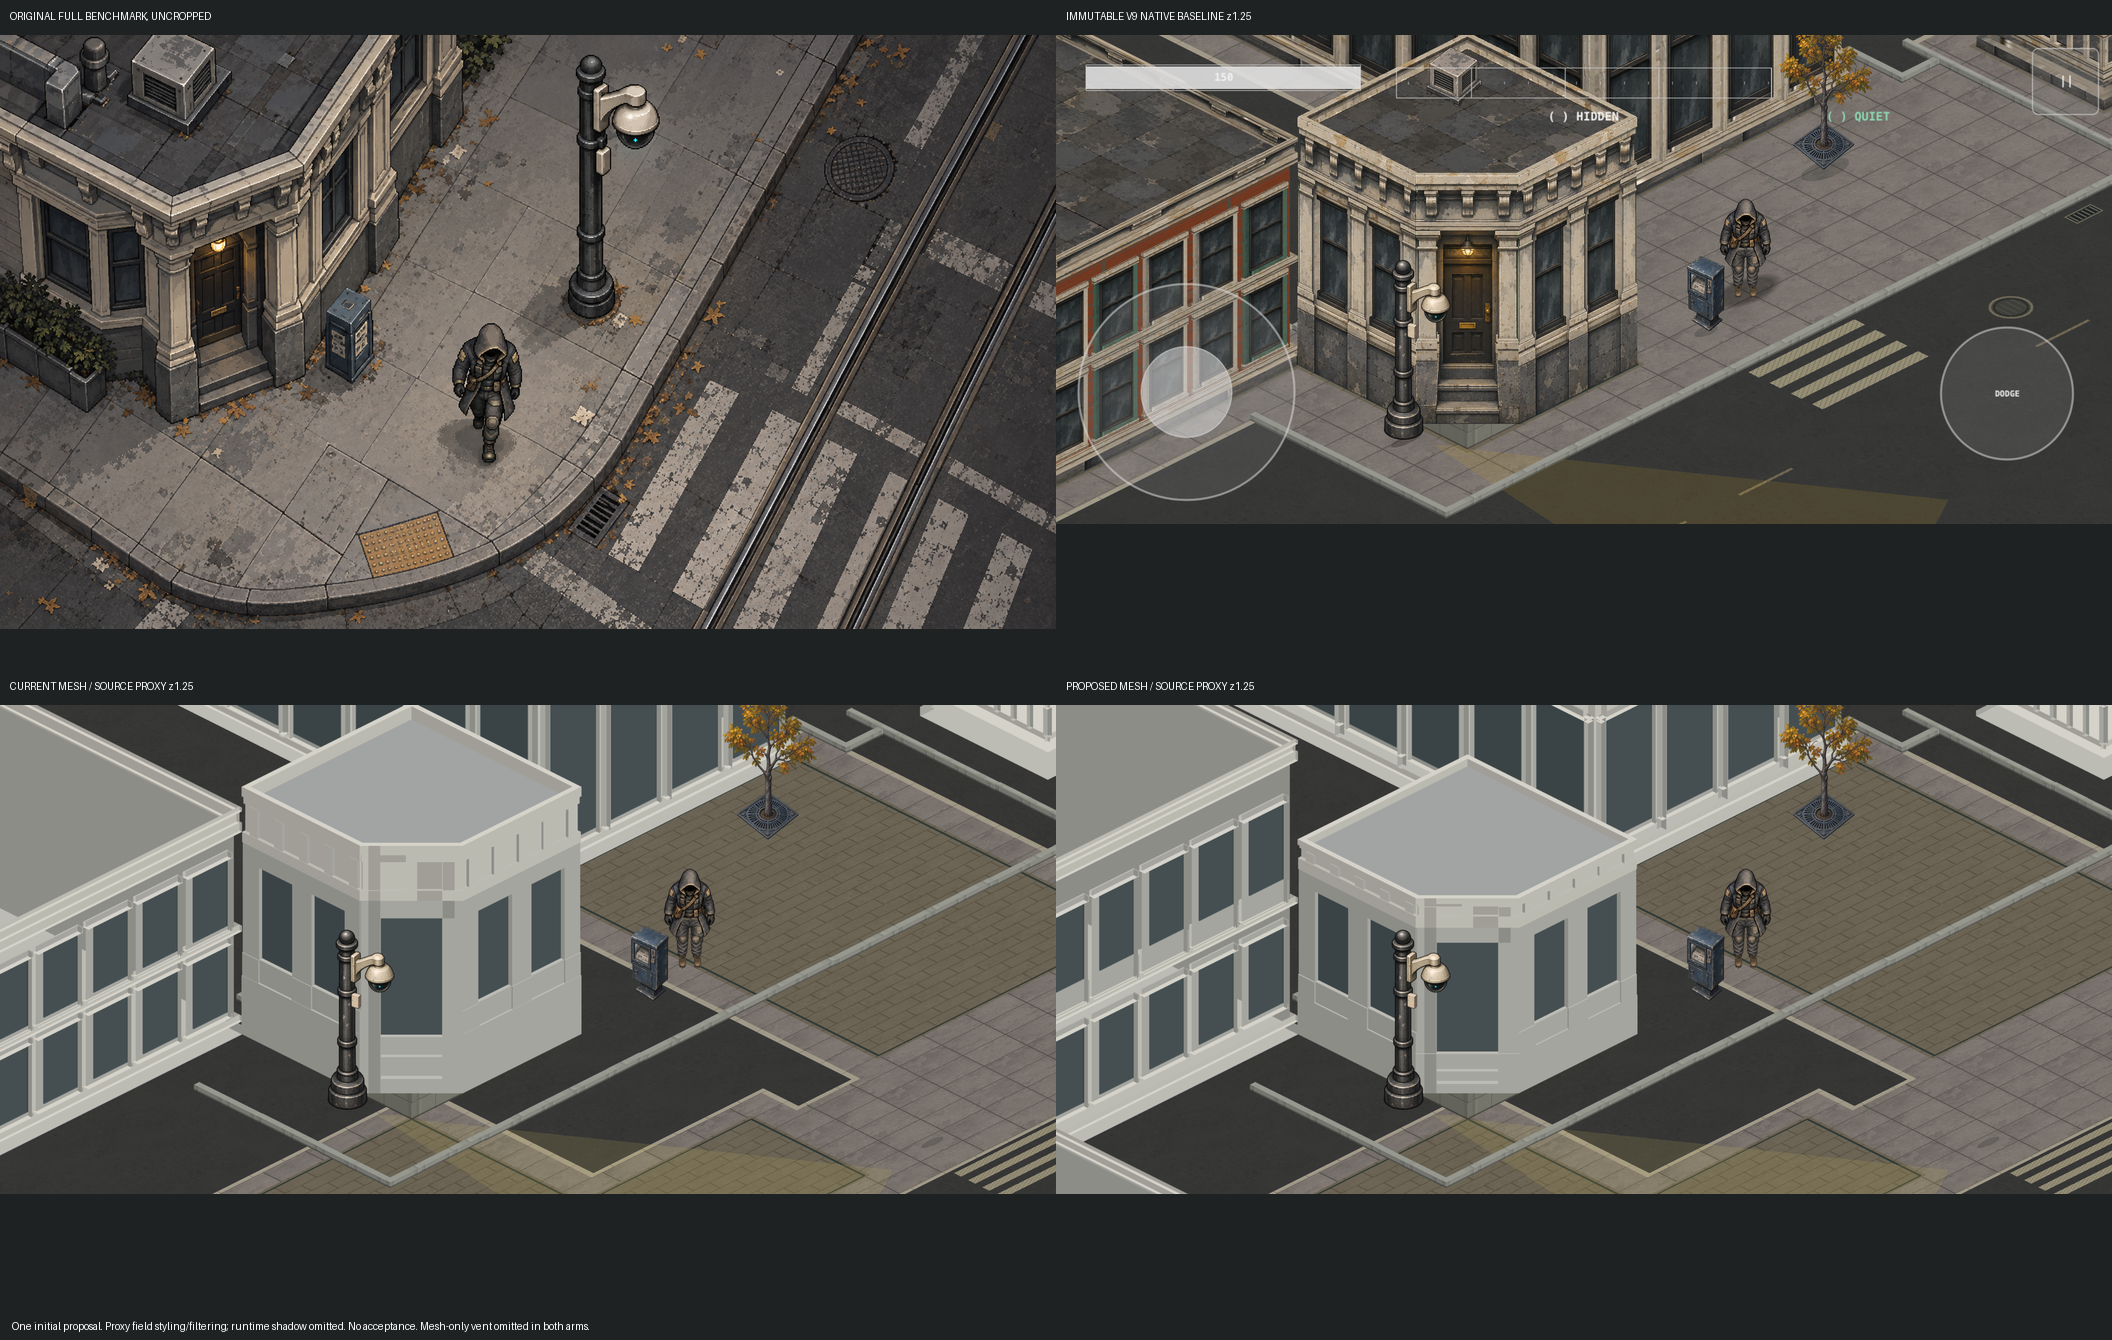 ORIGINAL FULL BENCHMARK, UNCROPPED
IMMUTABLE V9 NATIVE BASELINE z1.25
150
( ) HIDDEN
( ) QUIET
DODGE
CURRENT MESH / SOURCE PROXY z1.25
PROPOSED MESH / SOURCE PROXY z1.25
One initial proposal. Proxy field styling/filtering; runtime shadow omitted. No acceptance. Mesh-only vent omitted in both arms.